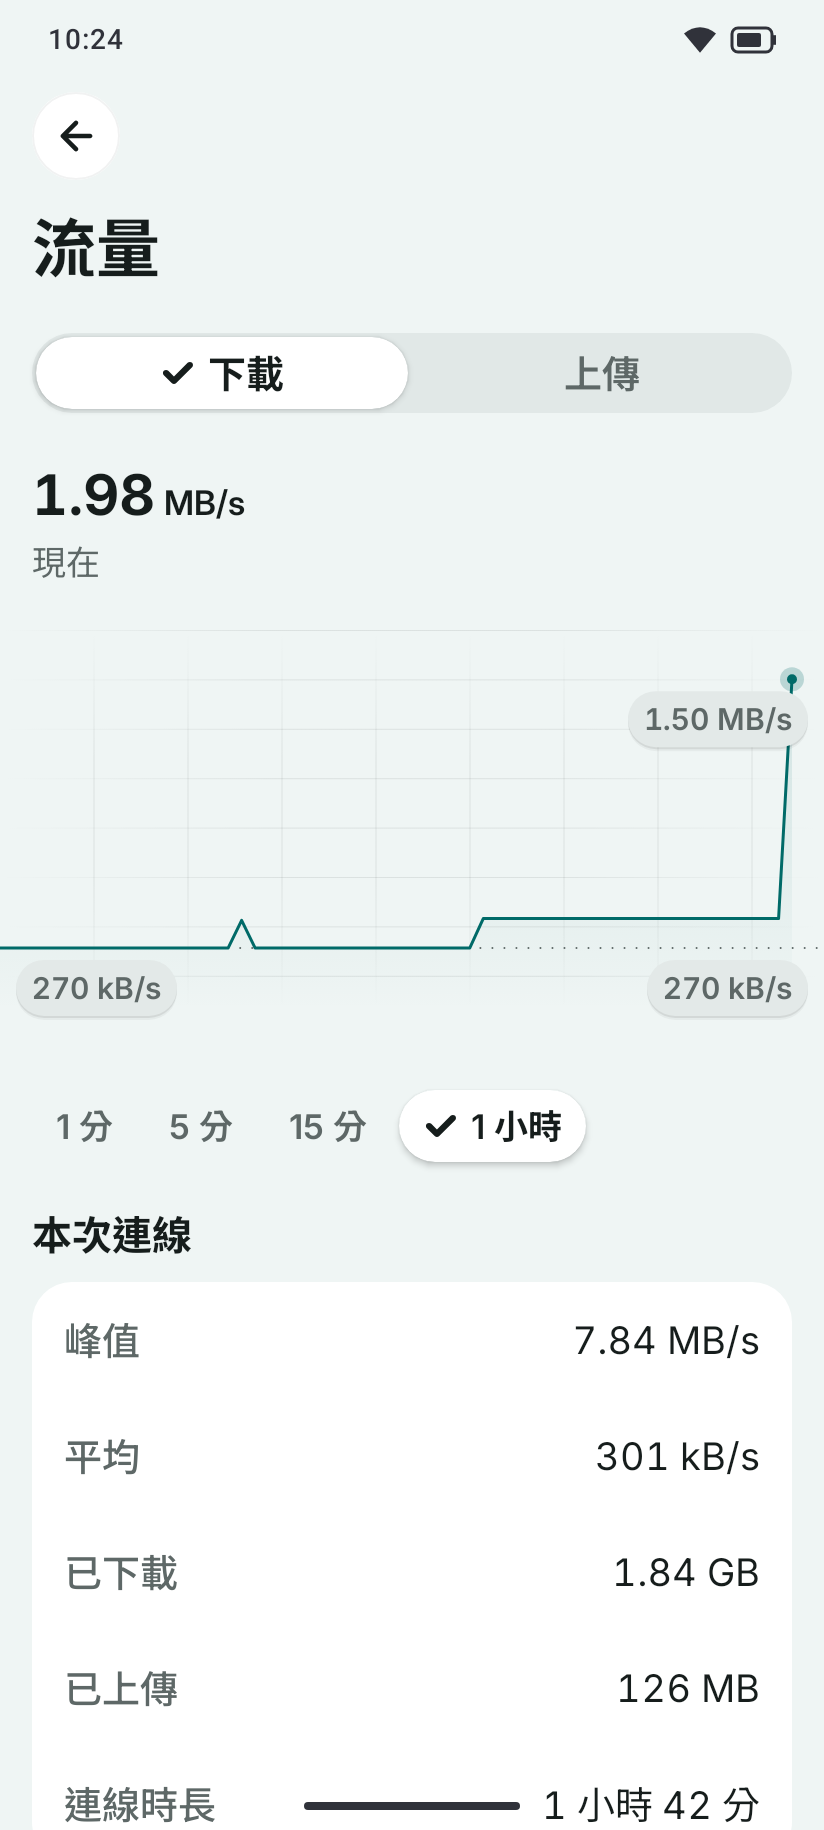 10:24
流量
下載
上傳
1.98 MB/s
現在
1.50 MB/s
270 kB/s
270 kB/s
1 分
5 分
15 分
1 小時
本次連線
峰值
7.84 MB/s
平均
301 kB/s
已下載
1.84 GB
已上傳
126 MB
連線時長
1 小時 42 分